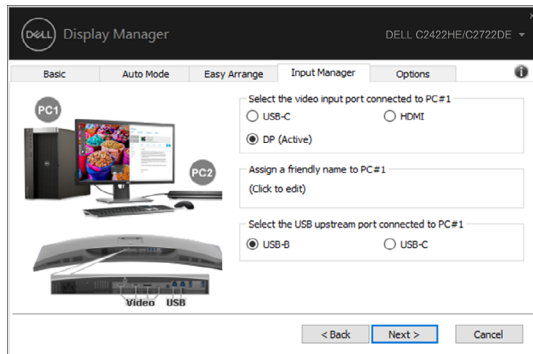 DELL Display Manager
DELL C2422HE/C2722DE
Basic
Auto Mode
Easy Arrange
Input Manager
Options
PC1
PC2
Video USB
Select the video input port connected to PC#1
USB-C
HDMI
DP (Active)
Assign a friendly name to PC#1
(Click to edit)
Select the USB upstream port connected to PC#1
USB-B
USB-C
< Back
Next >
Cancel